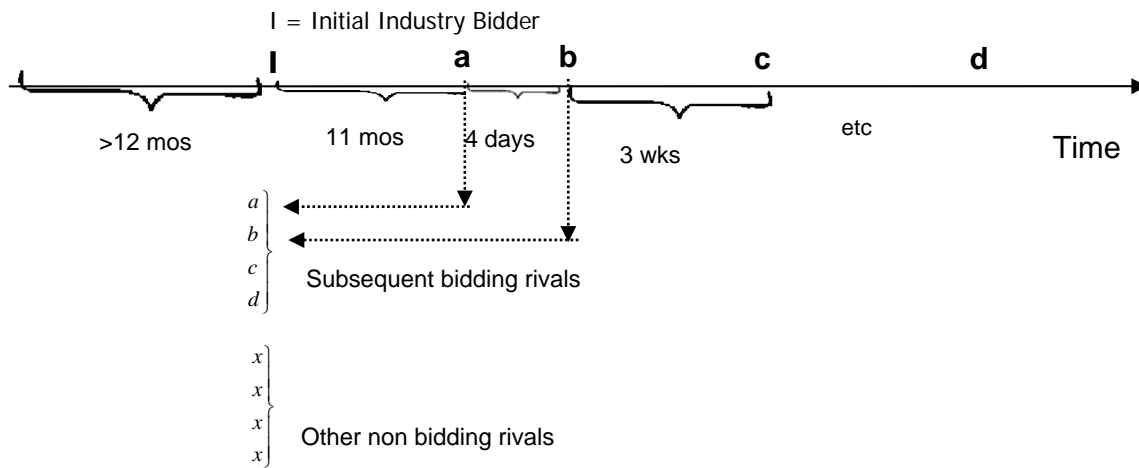 I = Initial Industry Bidder
I a b c d
>12 mos 11 mos 4 days 3 wks etc Time
a
b
c
d
Subsequent bidding rivals
x
x
x
x
Other non bidding rivals